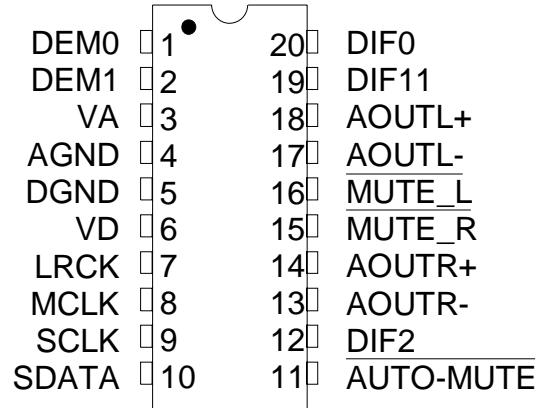 DEM0 1 20 DIF0
DEM1 2 19 DIF11
VA 3 18 AOUTL+
AGND 4 17 AOUTL-
DGND 5 16 MUTE_L
VD 6 15 MUTE_R
LRCK 7 14 AOUTR+
MCLK 8 13 AOUTR-
SCLK 9 12 DIF2
SDATA 10 11 AUTO-MUTE